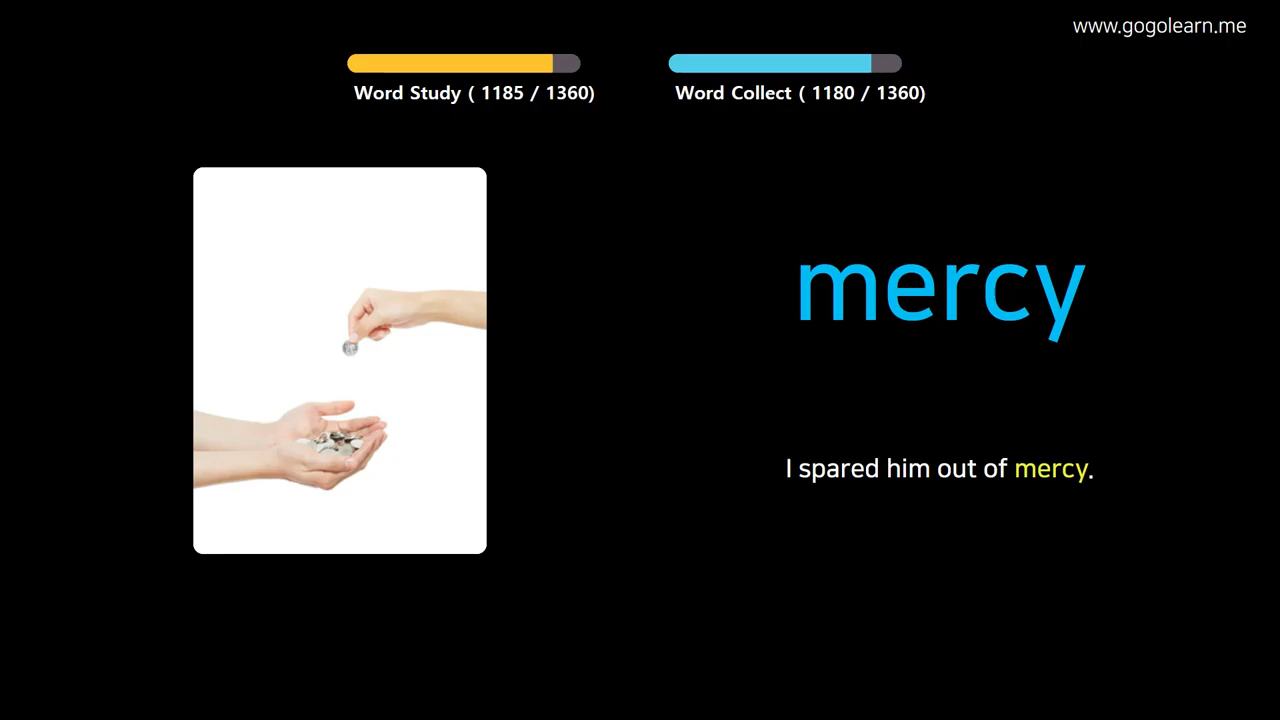 www.gogolearn.me
Word Study ( 1185 / 1360)
Word Collect ( 1180 / 1360)
mercy
I spared him out of mercy.